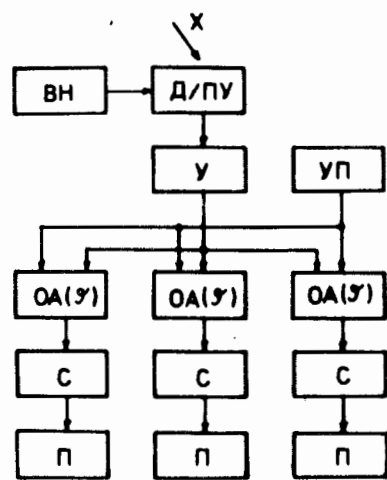 X
ВН Д/ПУ
У УП
ОА(𝒯) ОА(𝒯) ОА(𝒯)
С С С
П П П